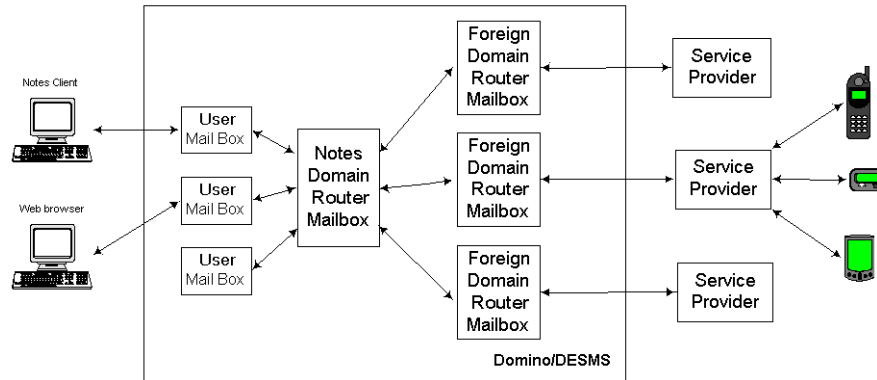 Notes Client
Web browser
User
Mail Box
User
Mail Box
User
Mail Box
Notes
Domain
Router
Mailbox
Foreign
Domain
Router
Mailbox
Foreign
Domain
Router
Mailbox
Foreign
Domain
Router
Mailbox
Service
Provider
Service
Provider
Service
Provider
Domino/DESMS